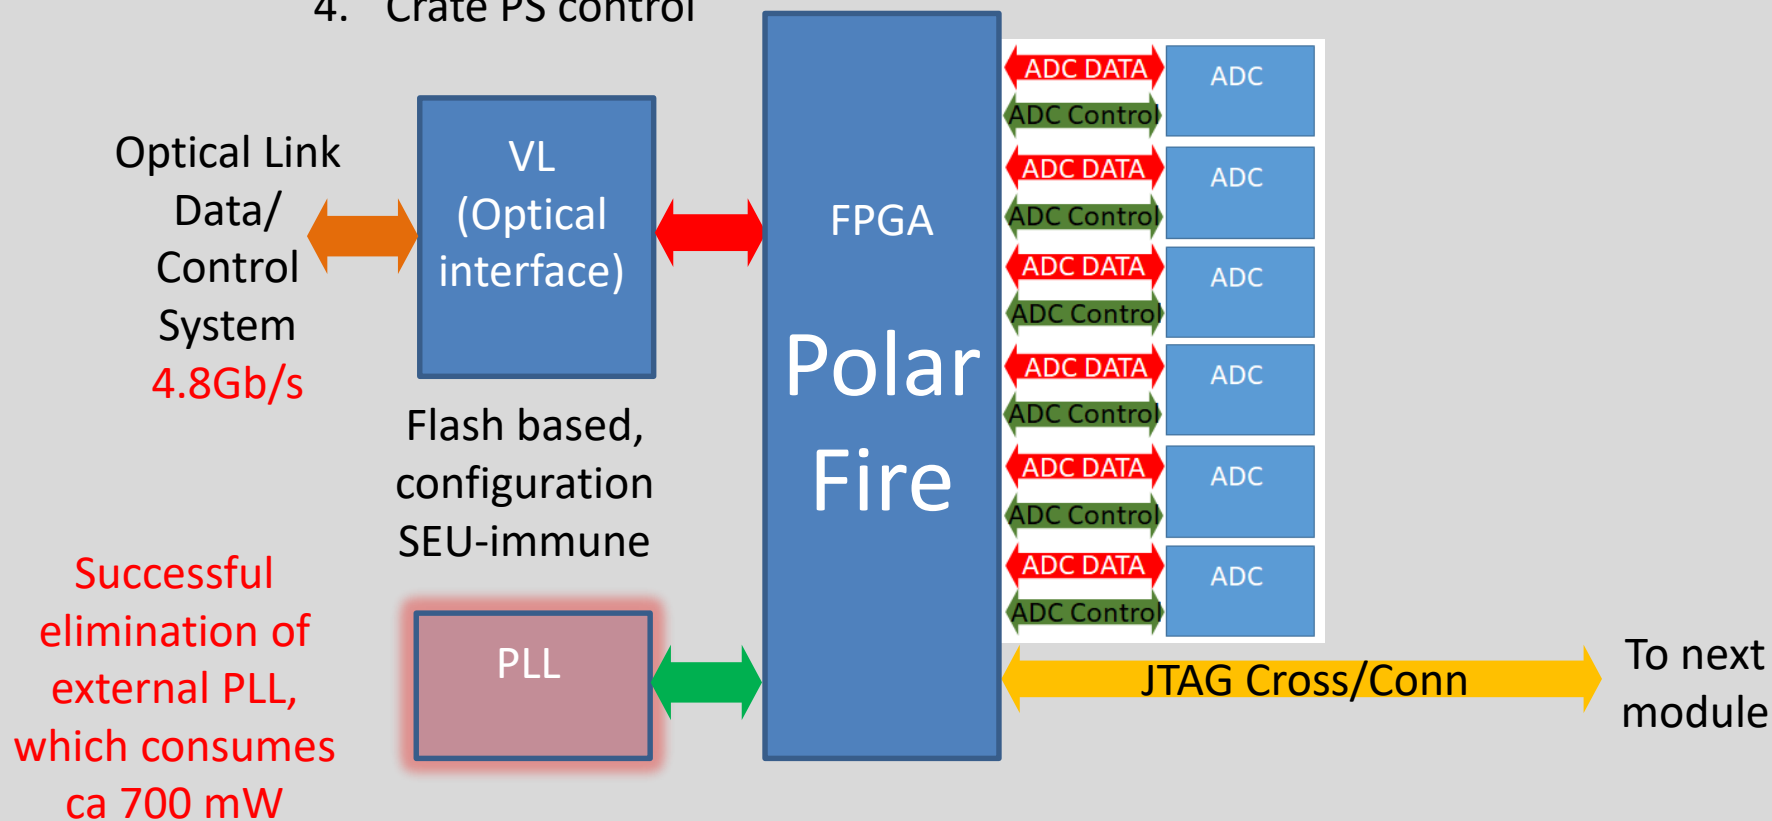 4. Crate PS control
Optical Link
Data/
Control
System
4.8Gb/s
VL
(Optical
interface)
Flash based,
configuration
SEU-immune
Successful
elimination of
external PLL,
which consumes
ca 700 mW
PLL
FPGA
Polar
Fire
ADC DATA
ADC Control
ADC
ADC DATA
ADC Control
ADC
ADC DATA
ADC Control
ADC
ADC DATA
ADC Control
ADC
ADC DATA
ADC Control
ADC
ADC DATA
ADC Control
ADC
JTAG Cross/Conn
To next
module